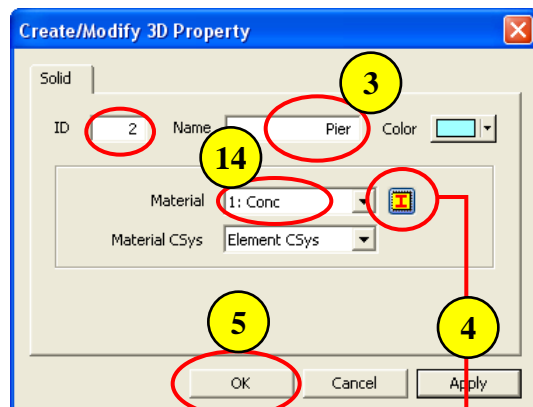 Create/Modify 3D Property
Solid
3
ID 2 Name Pier Color
14
Material 1: Conc
Material CSys Element CSys
5 4
OK Cancel Apply